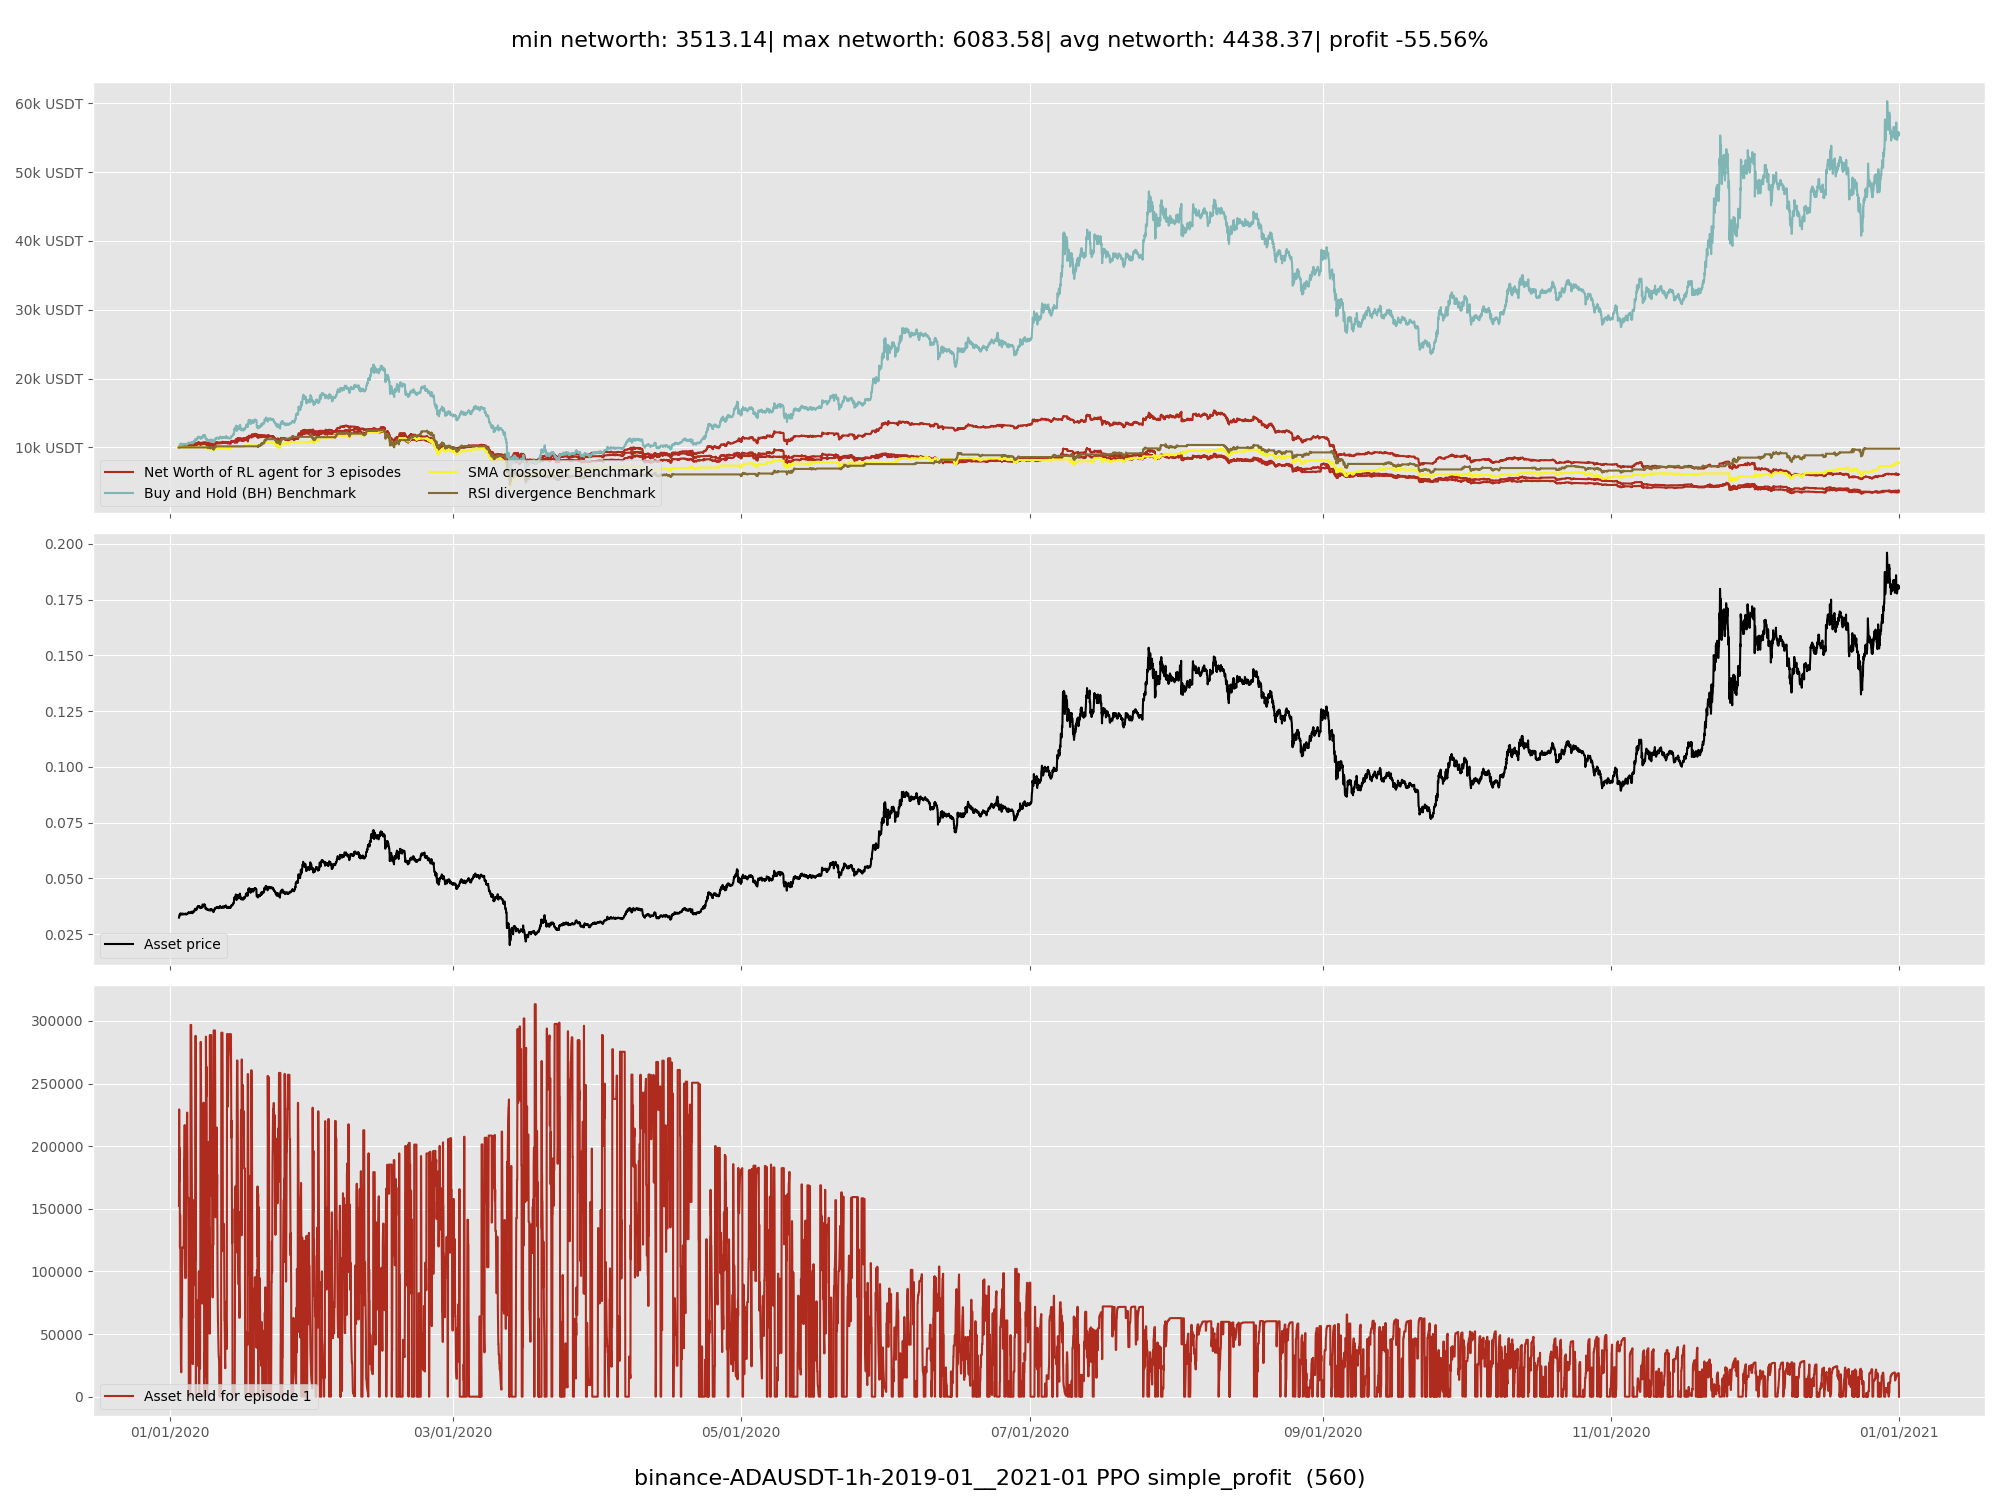 min networth: 3513.14| max networth: 6083.58| avg networth: 4438.37| profit -55.56%
60k USDT
50k USDT
40k USDT
30k USDT
20k USDT
10k USDT
Net Worth of RL agent for 3 episodes
Buy and Hold (BH) Benchmark
SMA crossover Benchmark
RSI divergence Benchmark
0.200
0.175
0.150
0.125
0.100
0.075
0.050
0.025
Asset price
300000
250000
200000
150000
100000
50000
0
Asset held for episode 1
01/01/2020 03/01/2020 05/01/2020 07/01/2020 09/01/2020 11/01/2020 01/01/2021
binance-ADAUSDT-1h-2019-01__2021-01 PPO simple_profit  (560)